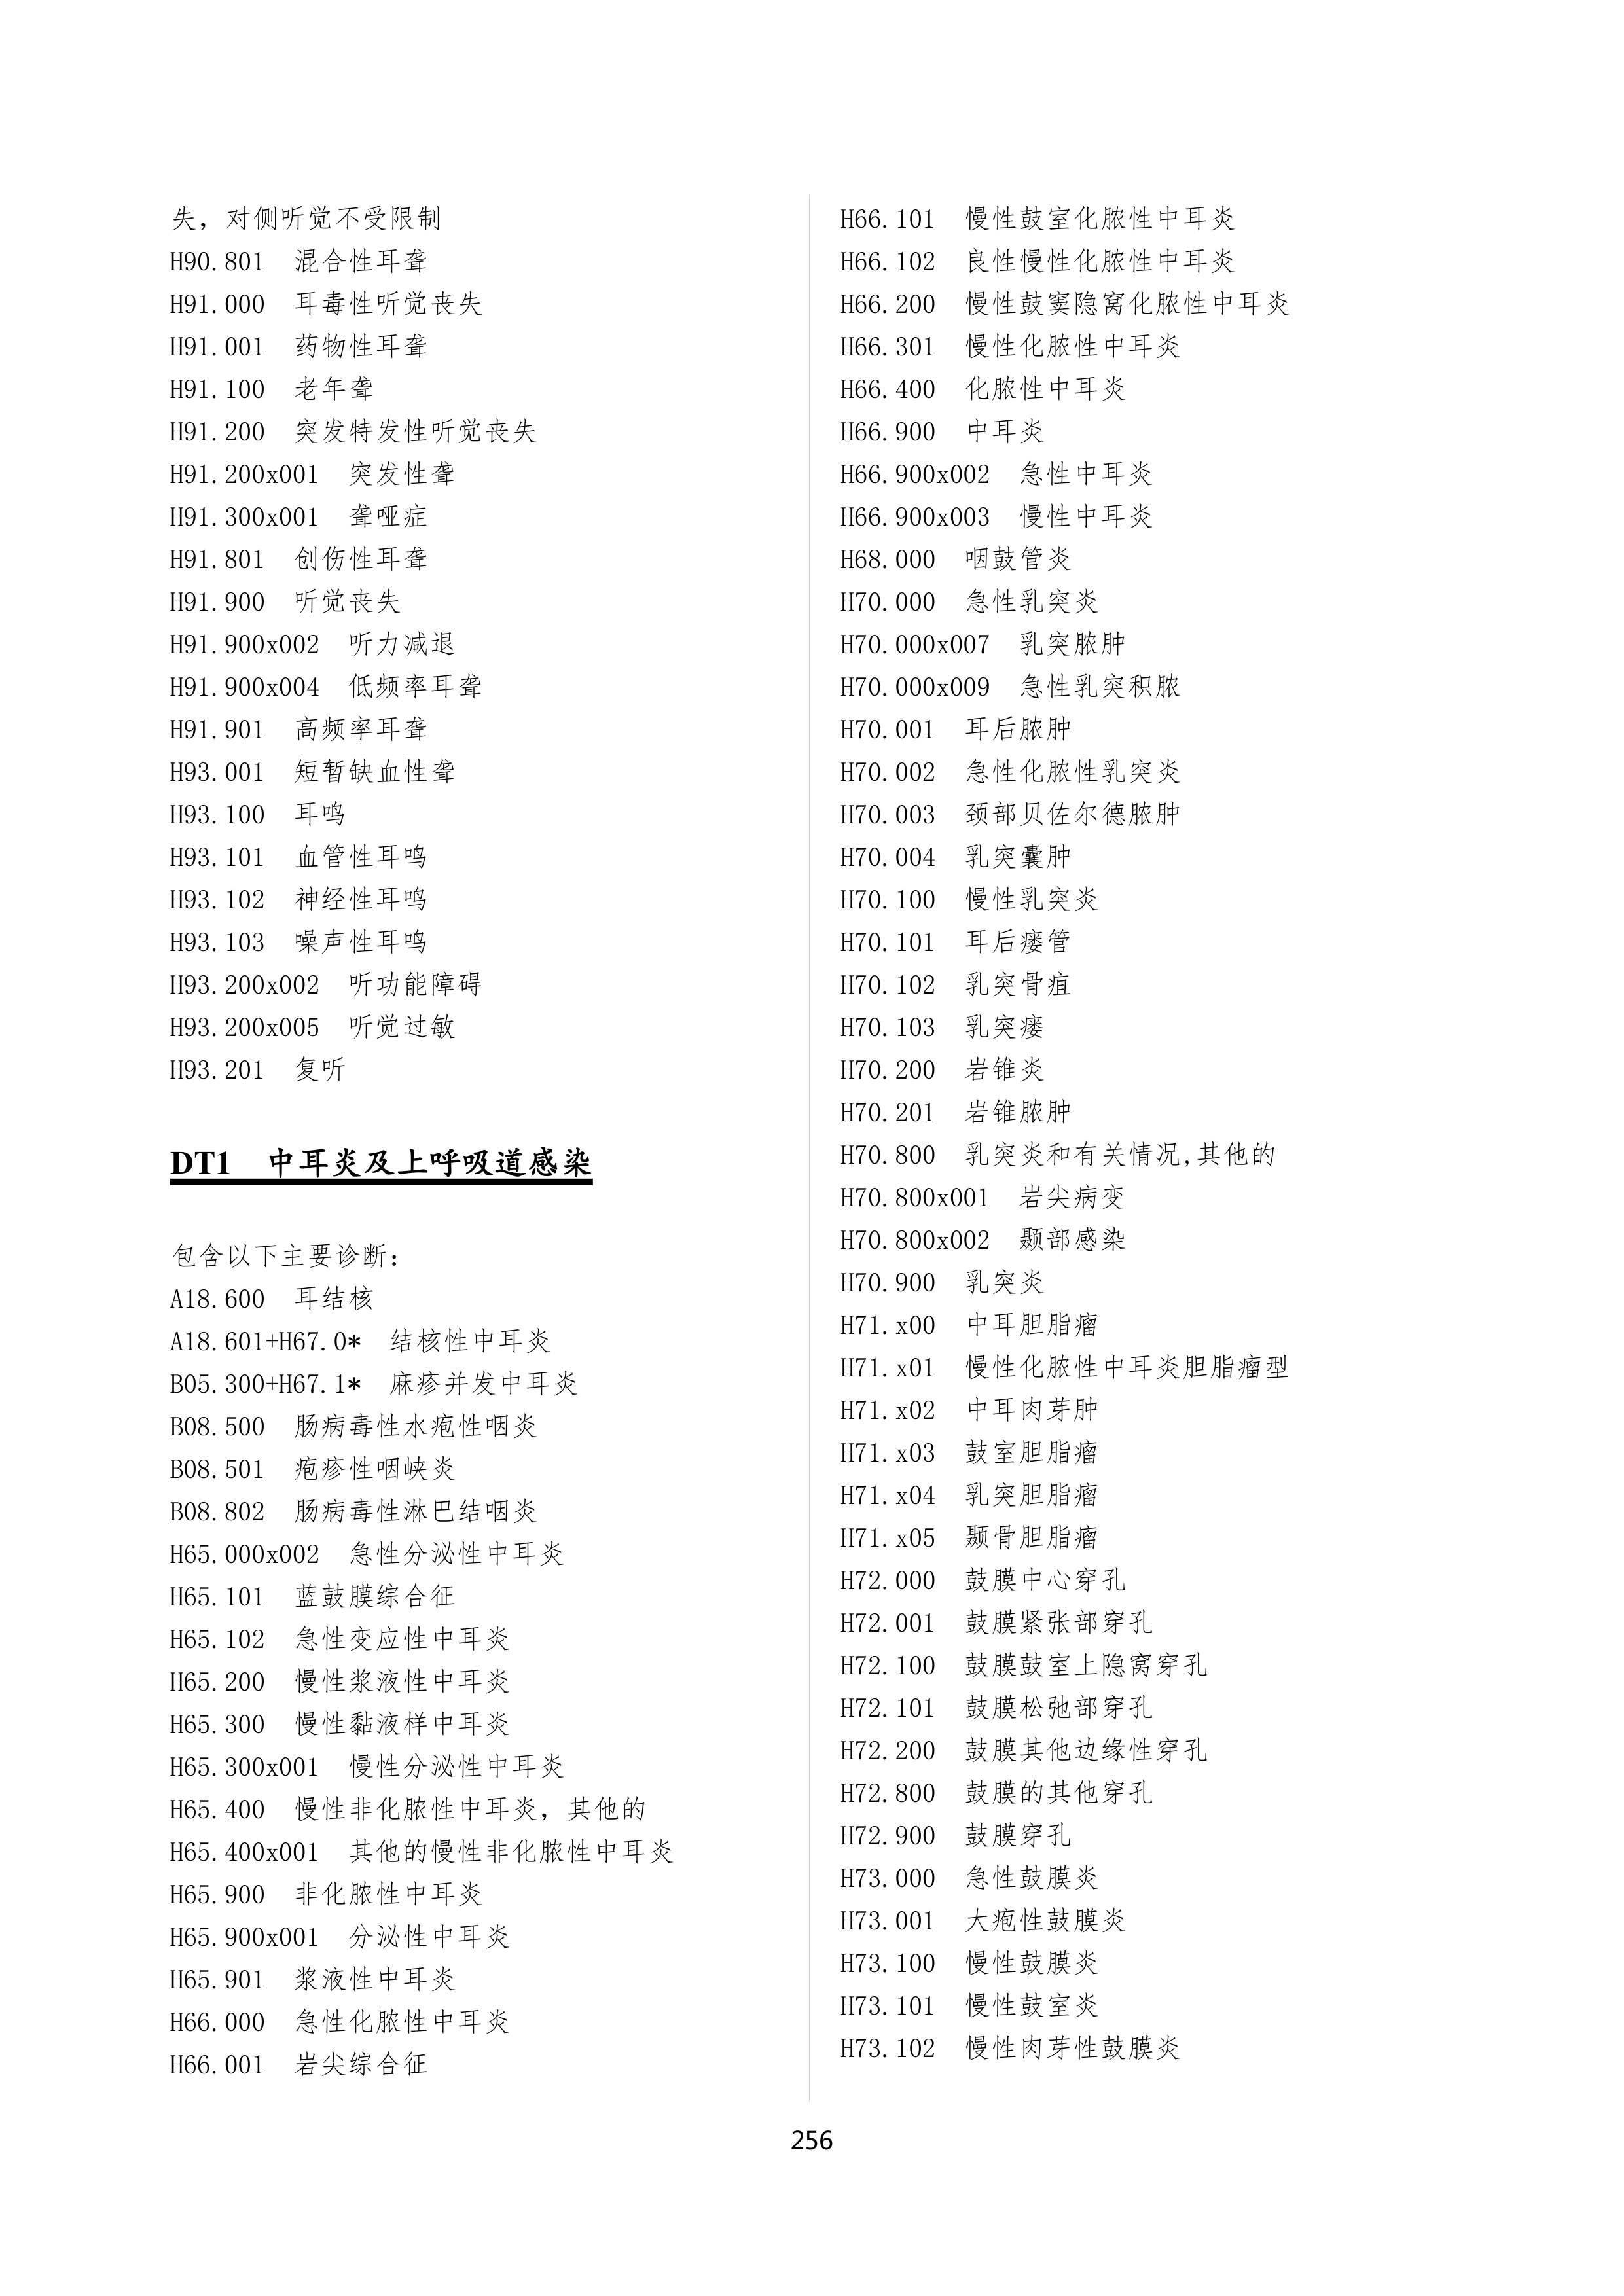 失，对侧听觉不受限制
H90.801 混合性耳聋
H91.000 耳毒性听觉丧失
H91.001 药物性耳聋
H91.100 老年聋
H91.200 突发特发性听觉丧失
H91.200x001 突发性聋
H91.300x001 聋哑症
H91.801 创伤性耳聋
H91.900 听觉丧失
H91.900x002 听力减退
H91.900x004 低频率耳聋
H91.901 高频率耳聋
H93.001 短暂缺血性聋
H93.100 耳鸣
H93.101 血管性耳鸣
H93.102 神经性耳鸣
H93.103 噪声性耳鸣
H93.200x002 听功能障碍
H93.200x005 听觉过敏
H93.201 复听
DT1 中耳炎及上呼吸道感染
包含以下主要诊断：
A18.600 耳结核
A18.601+H67.0* 结核性中耳炎
B05.300+H67.1* 麻疹并发中耳炎
B08.500 肠病毒性水疱性咽炎
B08.501 疱疹性咽峡炎
B08.802 肠病毒性淋巴结咽炎
H65.000x002 急性分泌性中耳炎
H65.101 蓝鼓膜综合征
H65.102 急性变应性中耳炎
H65.200 慢性浆液性中耳炎
H65.300 慢性黏液样中耳炎
H65.300x001 慢性分泌性中耳炎
H65.400 慢性非化脓性中耳炎，其他的
H65.400x001 其他的慢性非化脓性中耳炎
H65.900 非化脓性中耳炎
H65.900x001 分泌性中耳炎
H65.901 浆液性中耳炎
H66.000 急性化脓性中耳炎
H66.001 岩尖综合征
H66.101 慢性鼓室化脓性中耳炎
H66.102 良性慢性化脓性中耳炎
H66.200 慢性鼓窦隐窝化脓性中耳炎
H66.301 慢性化脓性中耳炎
H66.400 化脓性中耳炎
H66.900 中耳炎
H66.900x002 急性中耳炎
H66.900x003 慢性中耳炎
H68.000 咽鼓管炎
H70.000 急性乳突炎
H70.000x007 乳突脓肿
H70.000x009 急性乳突积脓
H70.001 耳后脓肿
H70.002 急性化脓性乳突炎
H70.003 颈部贝佐尔德脓肿
H70.004 乳突囊肿
H70.100 慢性乳突炎
H70.101 耳后瘘管
H70.102 乳突骨疽
H70.103 乳突瘘
H70.200 岩锥炎
H70.201 岩锥脓肿
H70.800 乳突炎和有关情况,其他的
H70.800x001 岩尖病变
H70.800x002 颞部感染
H70.900 乳突炎
H71.x00 中耳胆脂瘤
H71.x01 慢性化脓性中耳炎胆脂瘤型
H71.x02 中耳肉芽肿
H71.x03 鼓室胆脂瘤
H71.x04 乳突胆脂瘤
H71.x05 颞骨胆脂瘤
H72.000 鼓膜中心穿孔
H72.001 鼓膜紧张部穿孔
H72.100 鼓膜鼓室上隐窝穿孔
H72.101 鼓膜松弛部穿孔
H72.200 鼓膜其他边缘性穿孔
H72.800 鼓膜的其他穿孔
H72.900 鼓膜穿孔
H73.000 急性鼓膜炎
H73.001 大疱性鼓膜炎
H73.100 慢性鼓膜炎
H73.101 慢性鼓室炎
H73.102 慢性肉芽性鼓膜炎
256